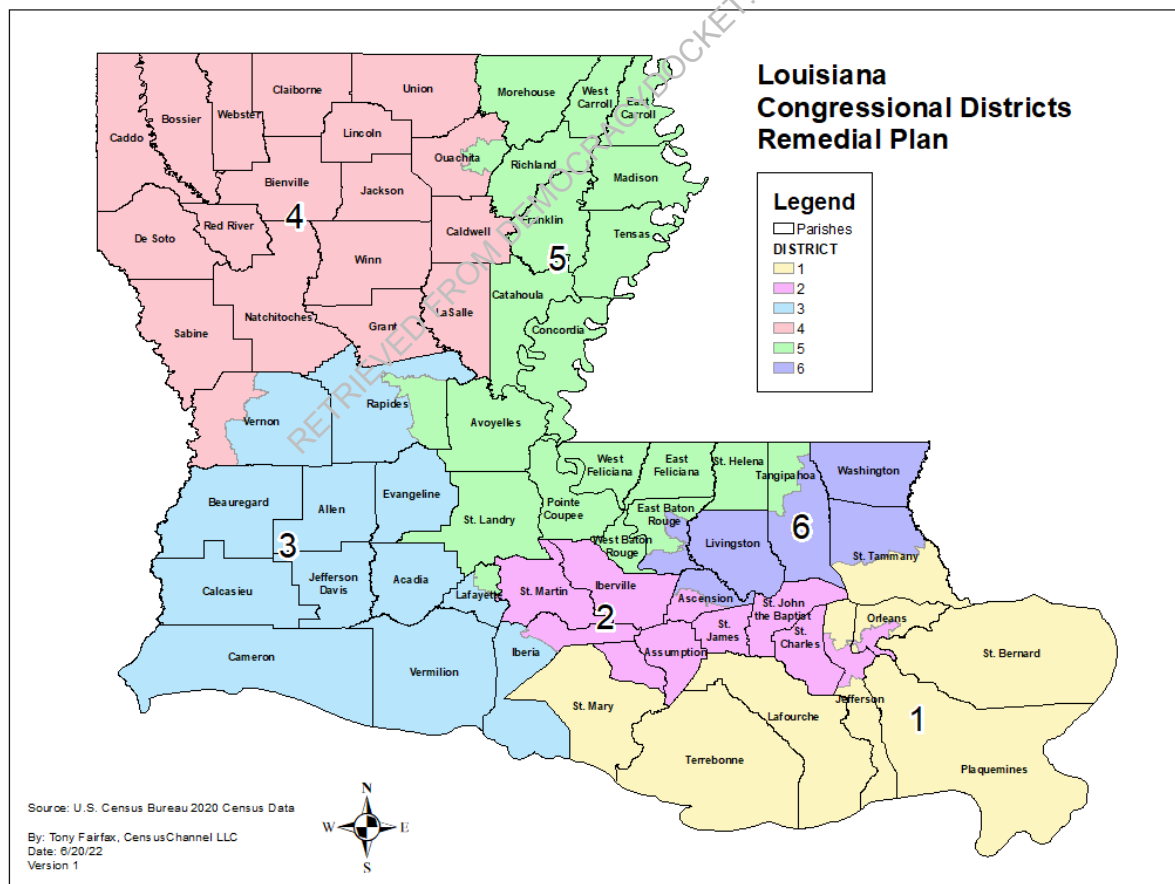 RETRIEVED FROM DEMOCRACYDOCKET.
Louisiana
Congressional Districts
Remedial Plan
Legend
Parishes
DISTRICT
1
2
3
4
5
6
Claiborne
Union
Morehouse
West
Carroll
East
Carroll
Webster
Bossier
Caddo
Lincoln
Ouachita
Richland
Madison
Bienville
Jackson
4
Franklin
Red River
De Soto
Caldwell
Tensas
Winn
5
Catahoula
LaSalle
Natchitoches
Grant
Sabine
Concordia
Rapides
Vernon
Avoyelles
West
Feliciana
East
Feliciana
St. Helena
Tangipahoa
Washington
Beauregard
Allen
Evangeline
Pointe
Coupee
East Baton
Rouge
St. Landry
6
3
West Baton
Rouge
Livingston
St. Tammany
Calcasieu
Jefferson
Davis
Acadia
Lafayette
St. Martin
Iberville
Ascension
2
St. John
the Baptist
St.
James
St.
Charles
Orleans
Cameron
Vermilion
Iberia
Assumption
St. Bernard
St. Mary
Lafourche
Jefferson
1
Terrebonne
Plaquemines
Source: U.S. Census Bureau 2020 Census Data
By: Tony Fairfax, CensusChannel LLC
Date: 6/20/22
Version 1
N
W E
S